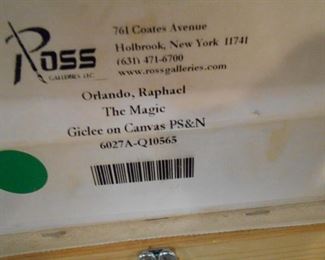 Ross
GALLERIES, LLC.
761 Coates Avenue
Holbrook, New York 11741
(631) 471-6700
www.rossgalleries.com
Orlando, Raphael
The Magic
Giclee on Canvas PS&N
6027A-Q10565